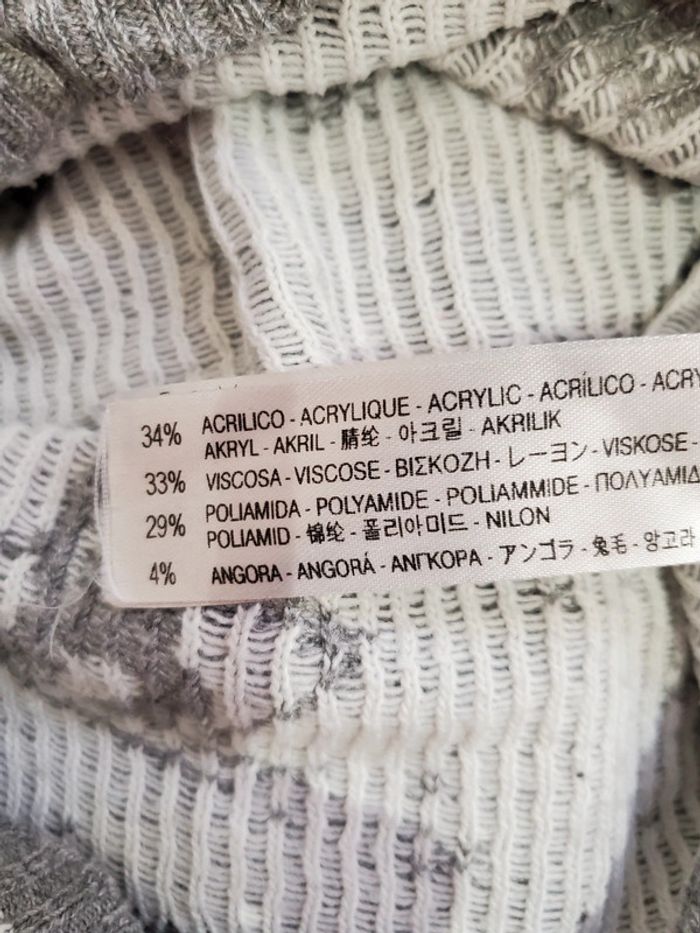 34% ACRILICO - ACRYLIQUE - ACRYLIC - ACRÍLICO - ACRY
AKRYL - AKRIL - 腈纶 - 아크릴 - AKRILIK
33% VISCOSA - VISCOSE - ΒΙΣΚΟΖΗ - レーヨン - VISKOSE -
29% POLIAMIDA - POLYAMIDE - POLIAMMIDE - ΠΟΛΥΑΜΙΔ
POLIAMID - 锦纶 - 폴리아미드 - NILON
4% ANGORA - ANGORÁ - ΑΝΓΚΟΡΑ - アンゴラ - 兔毛 - 앙고라